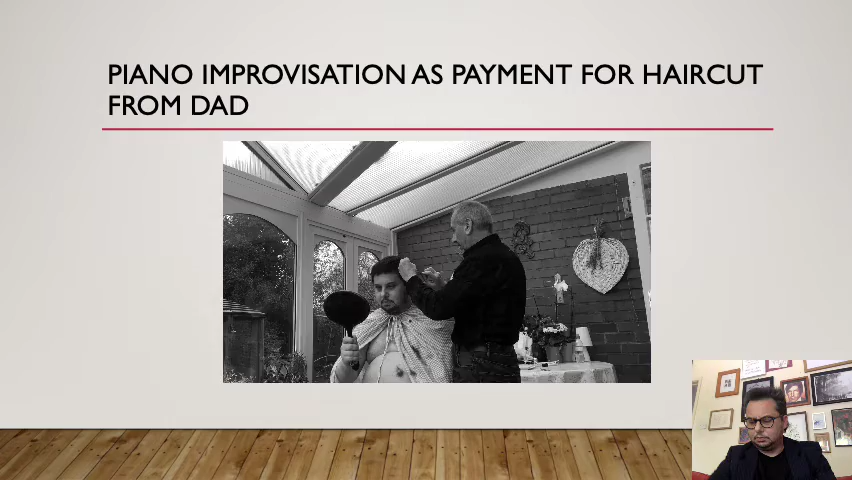 PIANO IMPROVISATION AS PAYMENT FOR HAIRCUT
FROM DAD